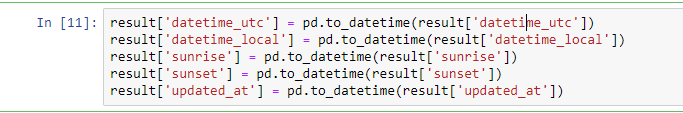 In [11]: result['datetime_utc'] = pd.to_datetime(result['datetime_utc'])
result['datetime_local'] = pd.to_datetime(result['datetime_local'])
result['sunrise'] = pd.to_datetime(result['sunrise'])
result['sunset'] = pd.to_datetime(result['sunset'])
result['updated_at'] = pd.to_datetime(result['updated_at'])